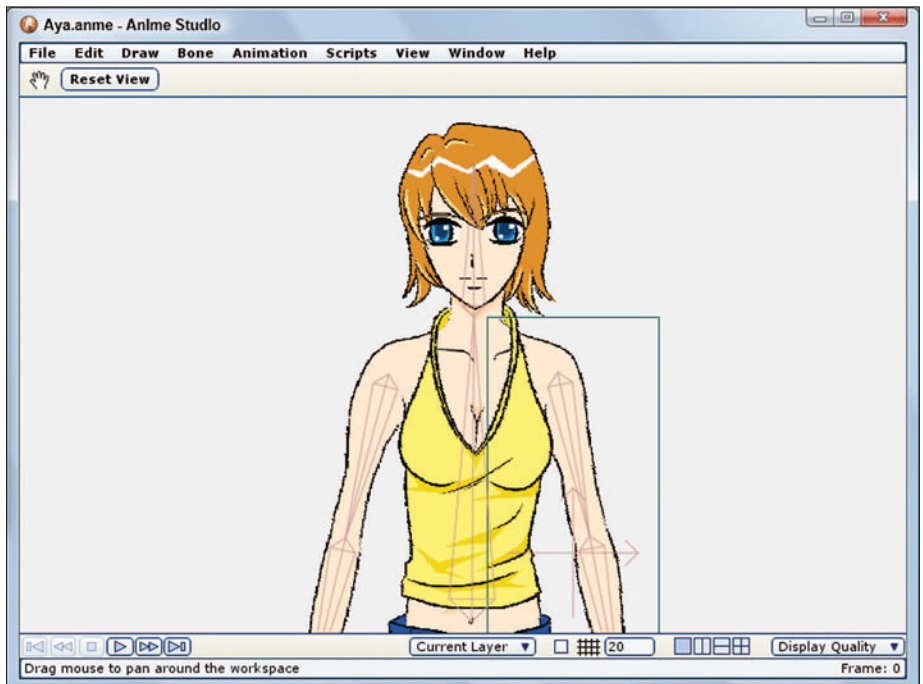 Aya.anme - AnIme StudIo
File Edit Draw Bone Animation Scripts View Window Help
Reset View
Current Layer 20 Display Quality
Drag mouse to pan around the workspace Frame: 0